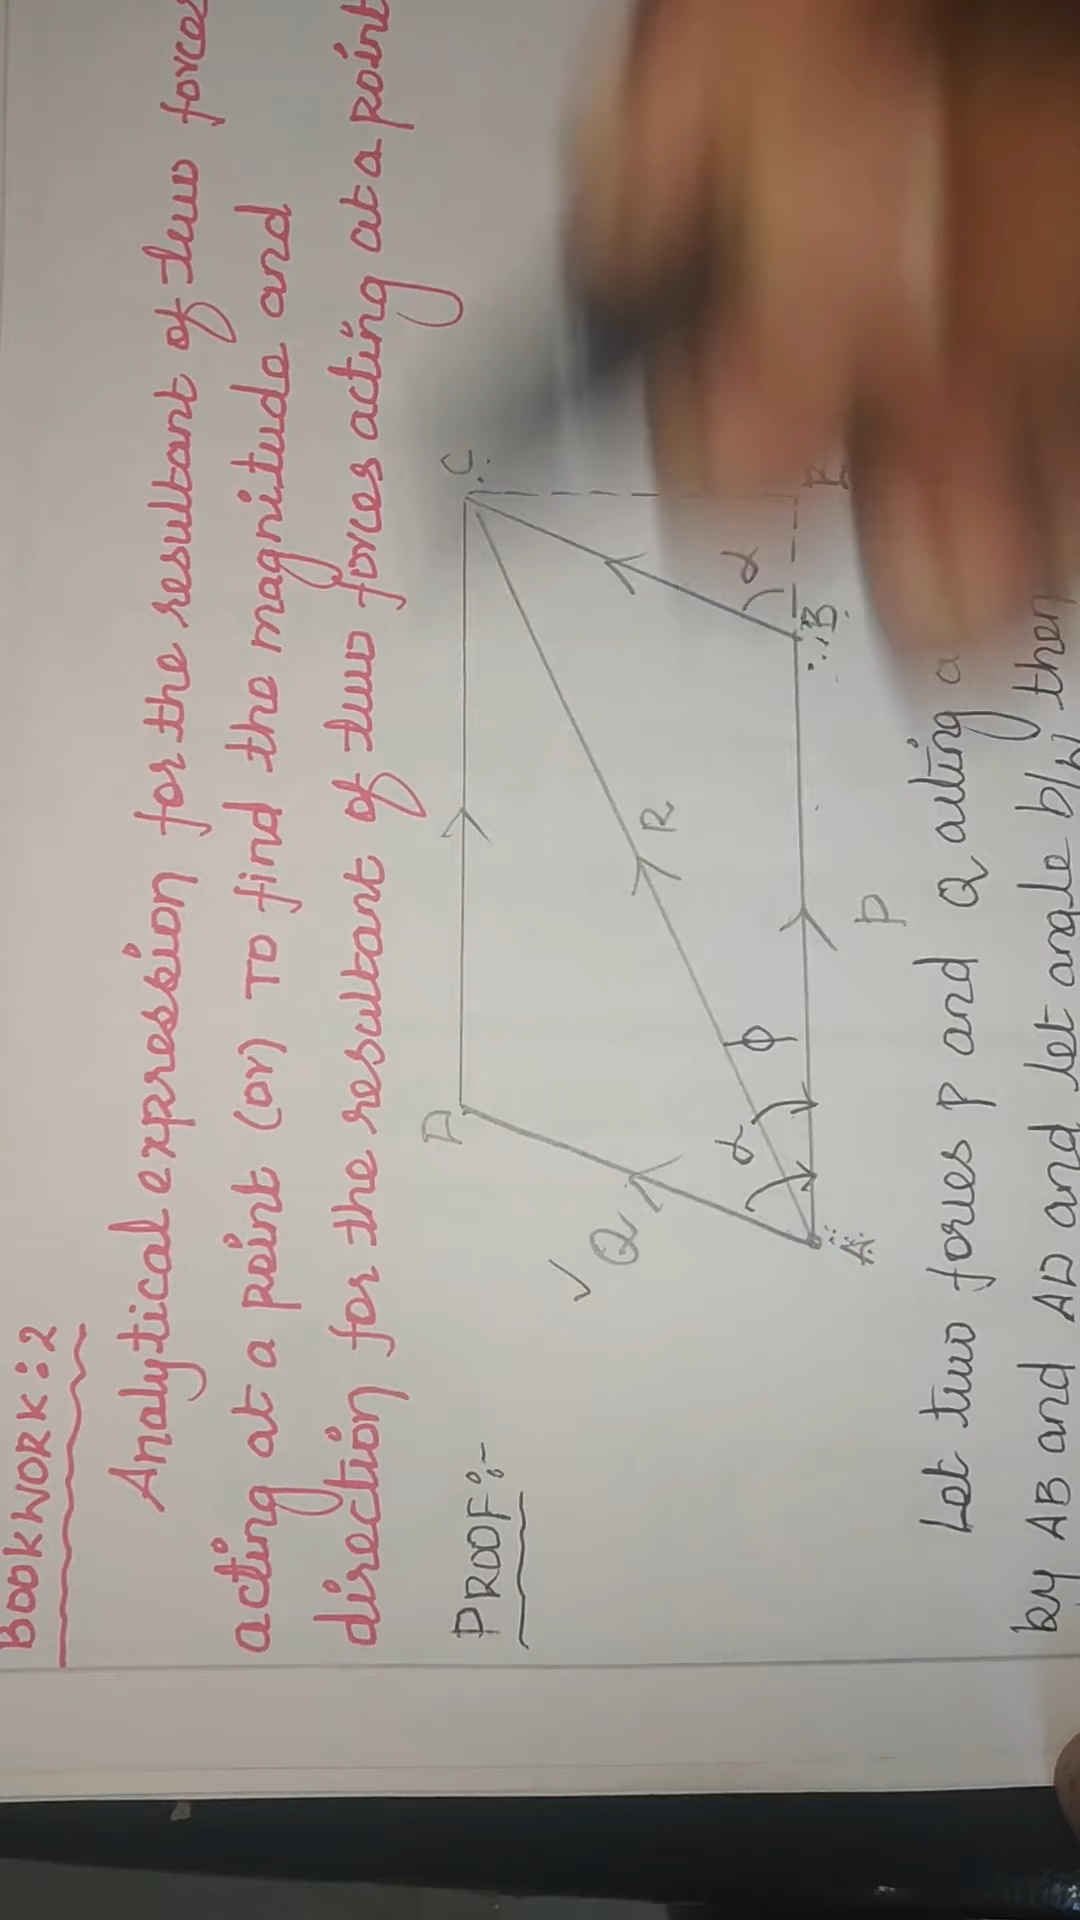 BOOKWORK:2
Analytical expression for the resultant of two forces
acting at a point (or) To find the magnitude and
direction for the resultant of two forces acting at a point
PROOF:-
D
C
Q
R
α
φ
α
A
B
E
P
Let two forces P and Q acting a
by AB and AD and let angle b/w then